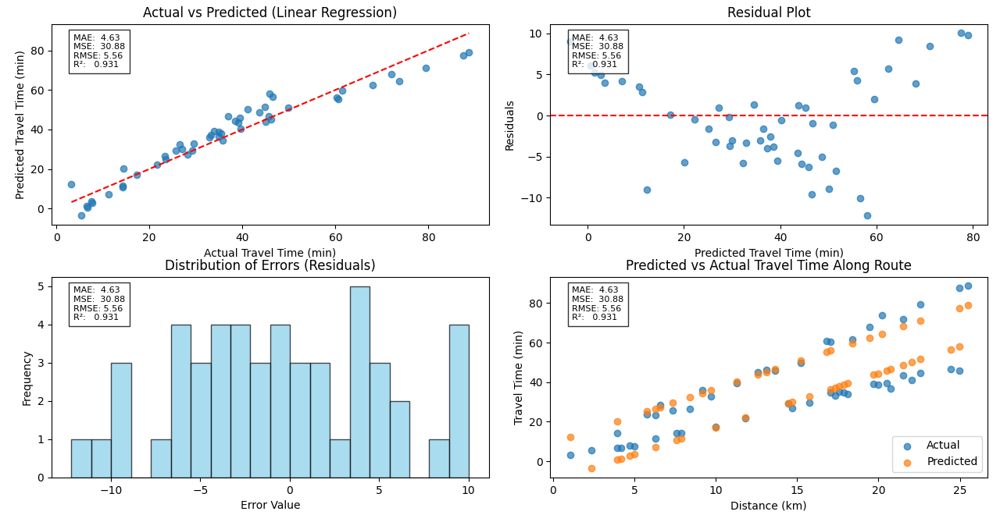 Actual vs Predicted (Linear Regression)
MAE:  4.63
MSE:  30.88
RMSE: 5.56
R²:   0.931
Predicted Travel Time (min)
80
60
40
20
0
0 20 40 60 80
Actual Travel Time (min)
Residual Plot
MAE:  4.63
MSE:  30.88
RMSE: 5.56
R²:   0.931
Residuals
10
5
0
−5
−10
0 20 40 60 80
Predicted Travel Time (min)
Distribution of Errors (Residuals)
MAE:  4.63
MSE:  30.88
RMSE: 5.56
R²:   0.931
Frequency
5
4
3
2
1
0
−10 −5 0 5 10
Error Value
Predicted vs Actual Travel Time Along Route
MAE:  4.63
MSE:  30.88
RMSE: 5.56
R²:   0.931
Travel Time (min)
80
60
40
20
0
Actual
Predicted
0 5 10 15 20 25
Distance (km)